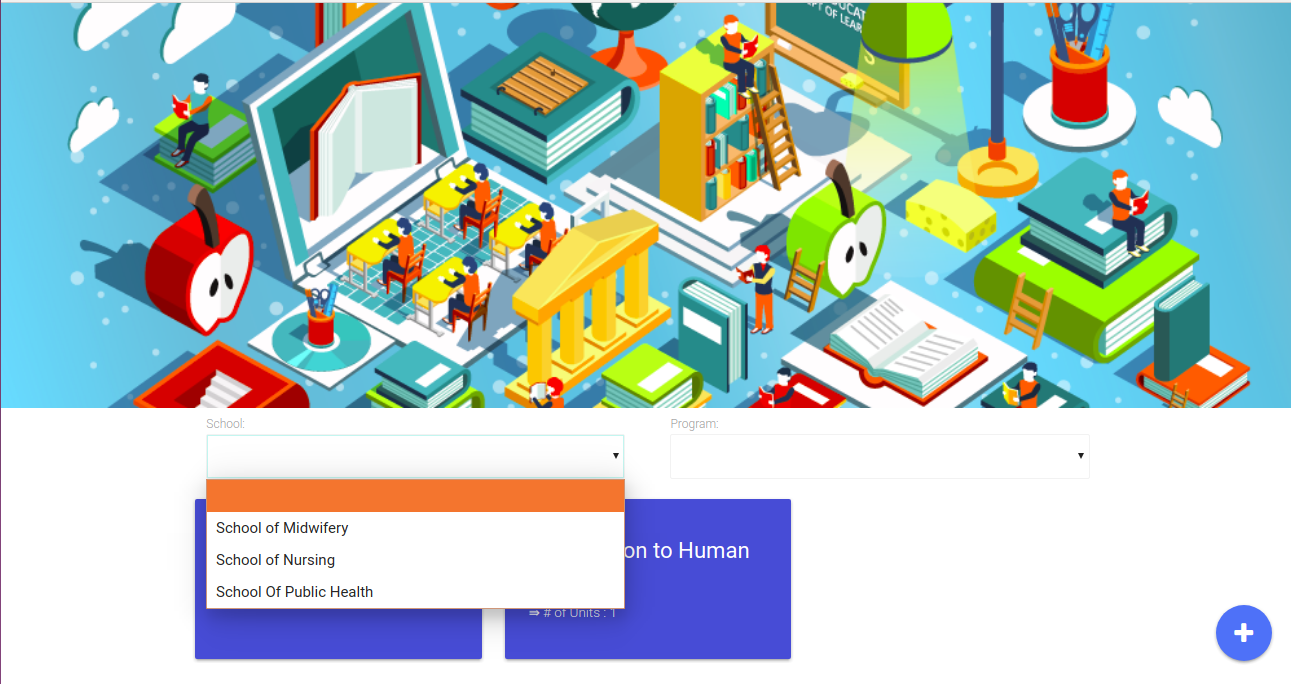 School:
Program:
School of Midwifery
School of Nursing
School Of Public Health
on to Human
⇒ # of Units : 1